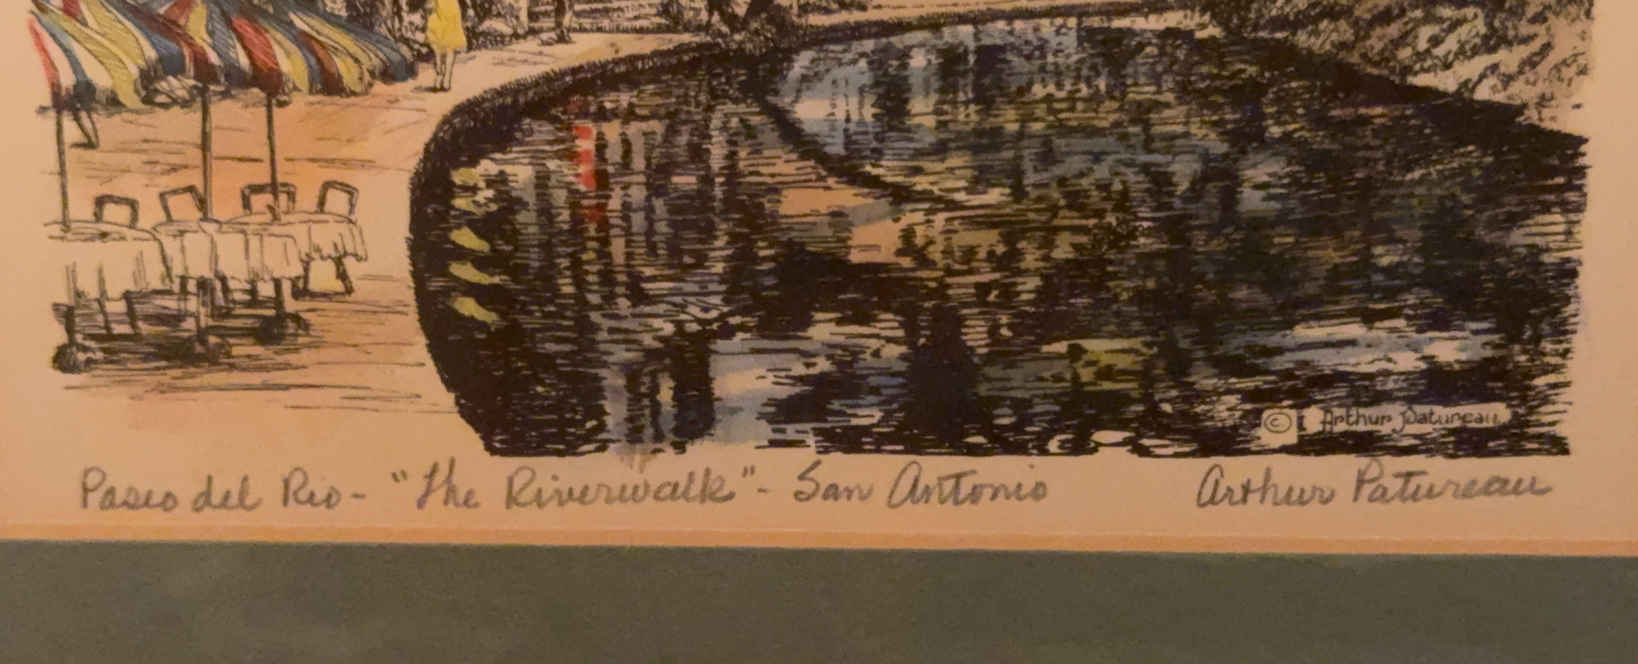 © Arthur Patureau
Paseo del Rio - "The Riverwalk" - San Antonio Arthur Patureau